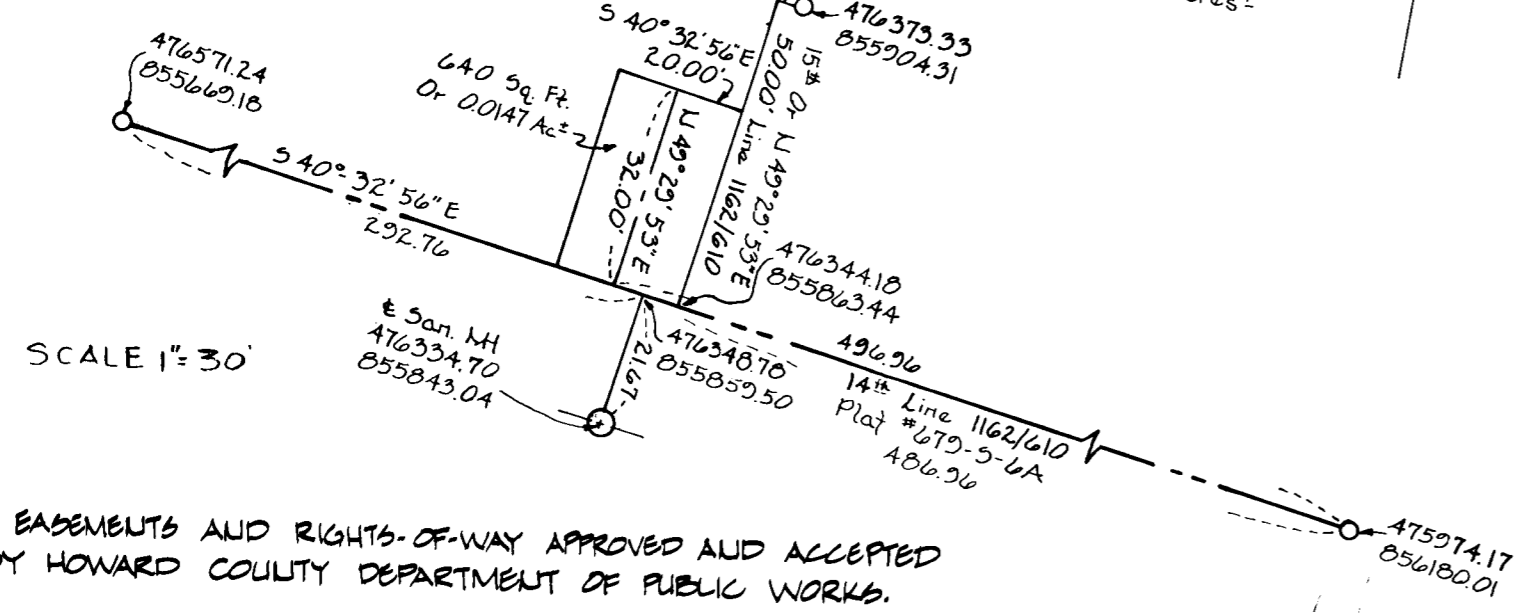 476373.33
855904.31
S 40° 32' 56" E
20.00'
476571.24
855669.18
640 Sq. Ft.
Or 0.0147 Ac±
15th Or N 49° 29' 53" E
50.00' Line 1162/610
N 49° 29' 53" E
32.00'
S 40°-32' 56" E
292.76
476344.18
855863.44
℄ San. MH
476334.70
855843.04
SCALE 1"=30'
21.67
476348.78
855859.50
496.96
14th Line 1162/610
Plat #679-S-6A
486.96
475974.17
856180.01
EASEMENTS AND RIGHTS-OF-WAY APPROVED AND ACCEPTED
BY HOWARD COUNTY DEPARTMENT OF PUBLIC WORKS.